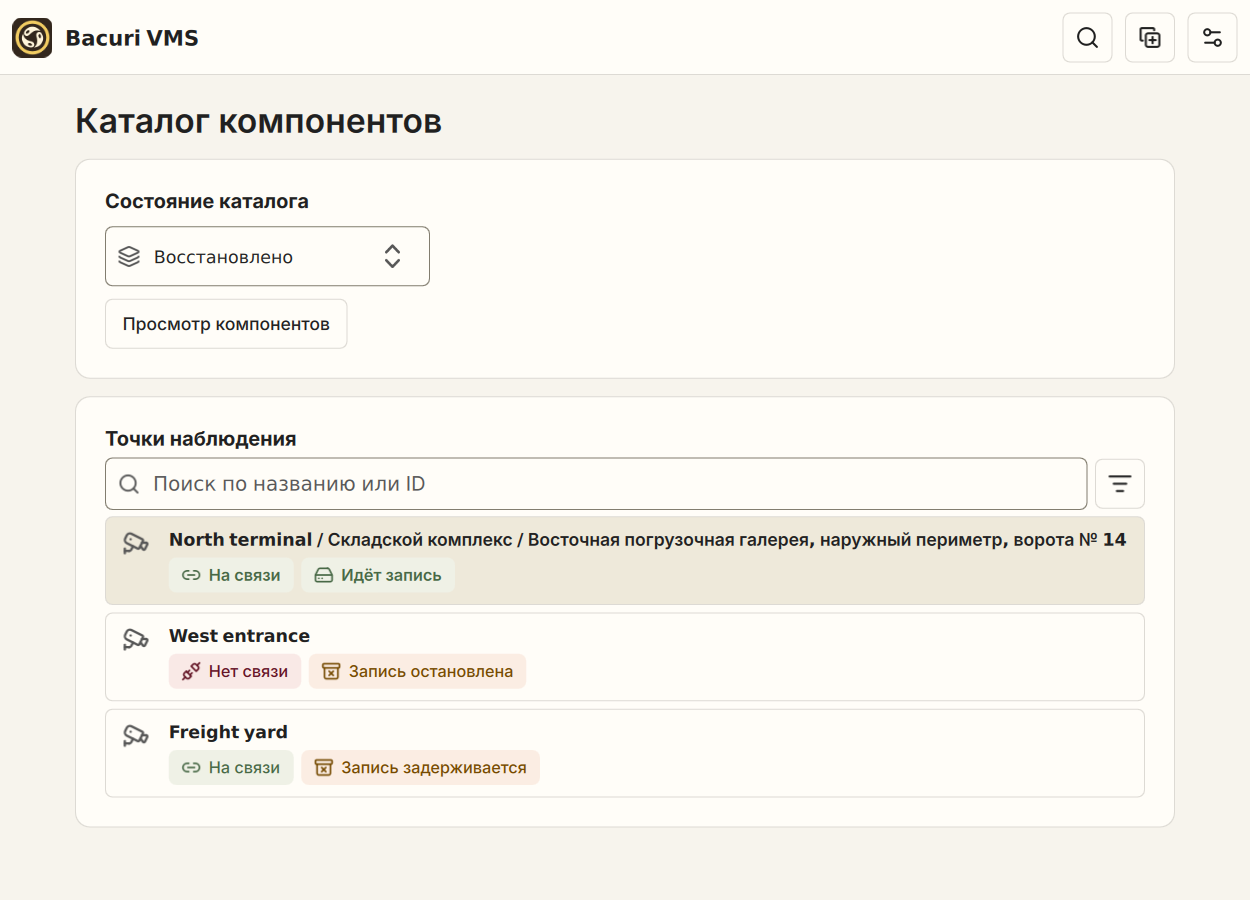 Bacuri VMS
Каталог компонентов
Состояние каталога
Восстановлено
Просмотр компонентов
Точки наблюдения
Поиск по названию или ID
North terminal / Складской комплекс / Восточная погрузочная галерея, наружный периметр, ворота № 14
На связи
Идёт запись
West entrance
Нет связи
Запись остановлена
Freight yard
На связи
Запись задерживается